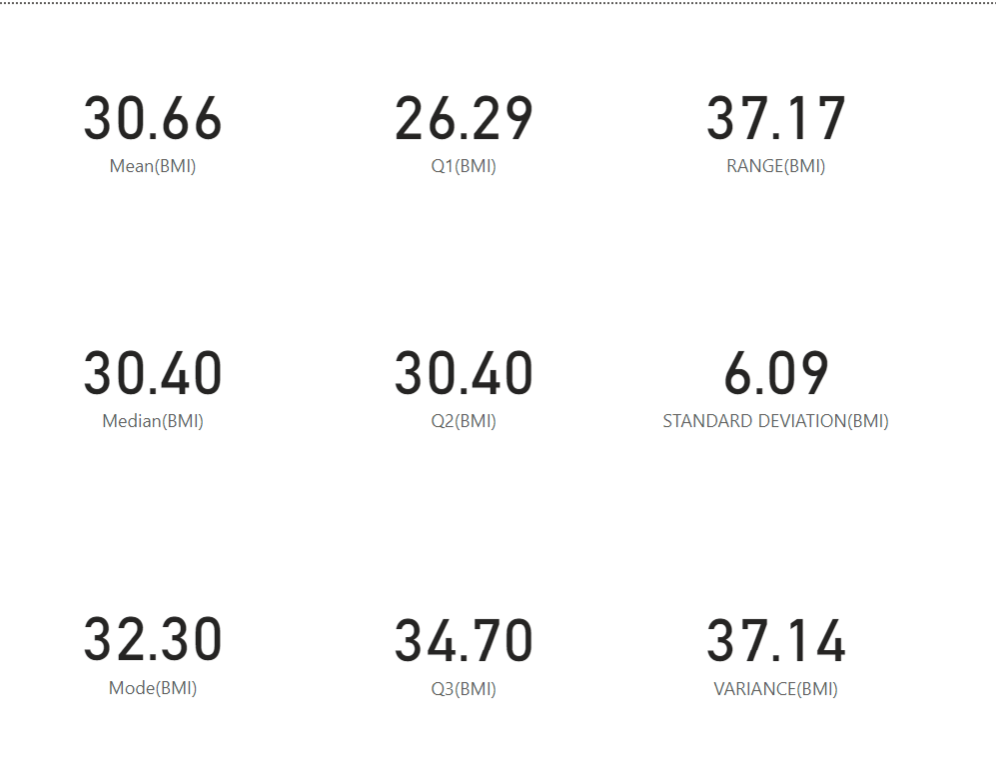 30.66
Mean(BMI)
26.29
Q1(BMI)
37.17
RANGE(BMI)
30.40
Median(BMI)
30.40
Q2(BMI)
6.09
STANDARD DEVIATION(BMI)
32.30
Mode(BMI)
34.70
Q3(BMI)
37.14
VARIANCE(BMI)